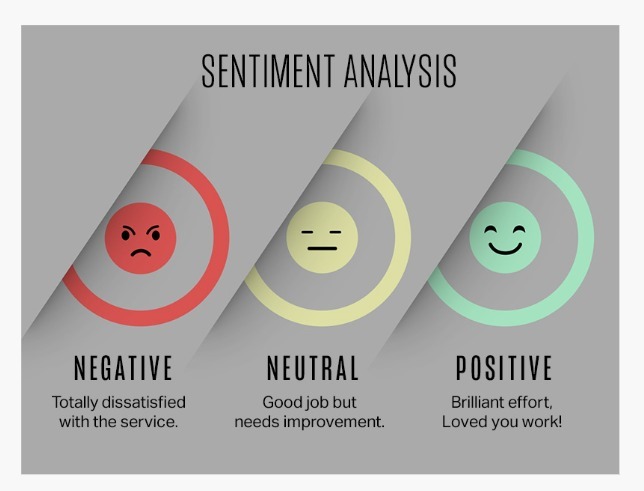 SENTIMENT ANALYSIS
NEGATIVE
Totally dissatisfied
with the service.
NEUTRAL
Good job but
needs improvement.
POSITIVE
Brilliant effort,
Loved you work!